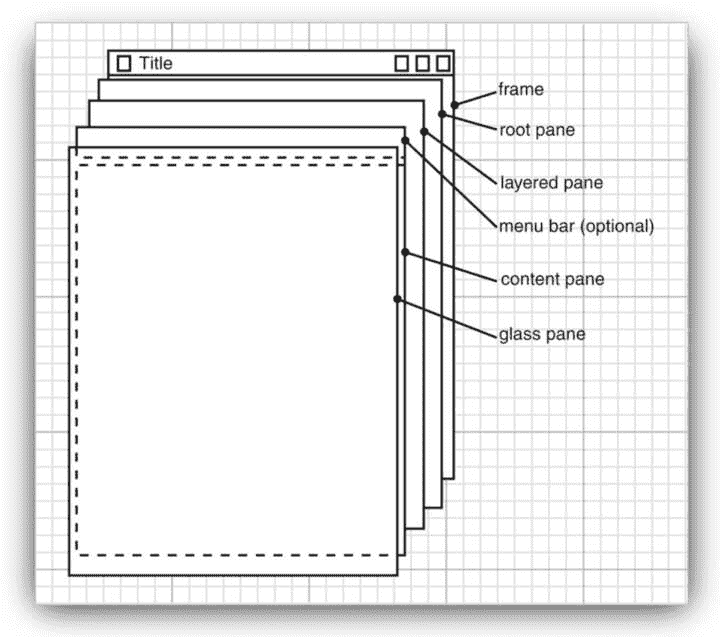 Title
frame
root pane
layered pane
menu bar (optional)
content pane
glass pane